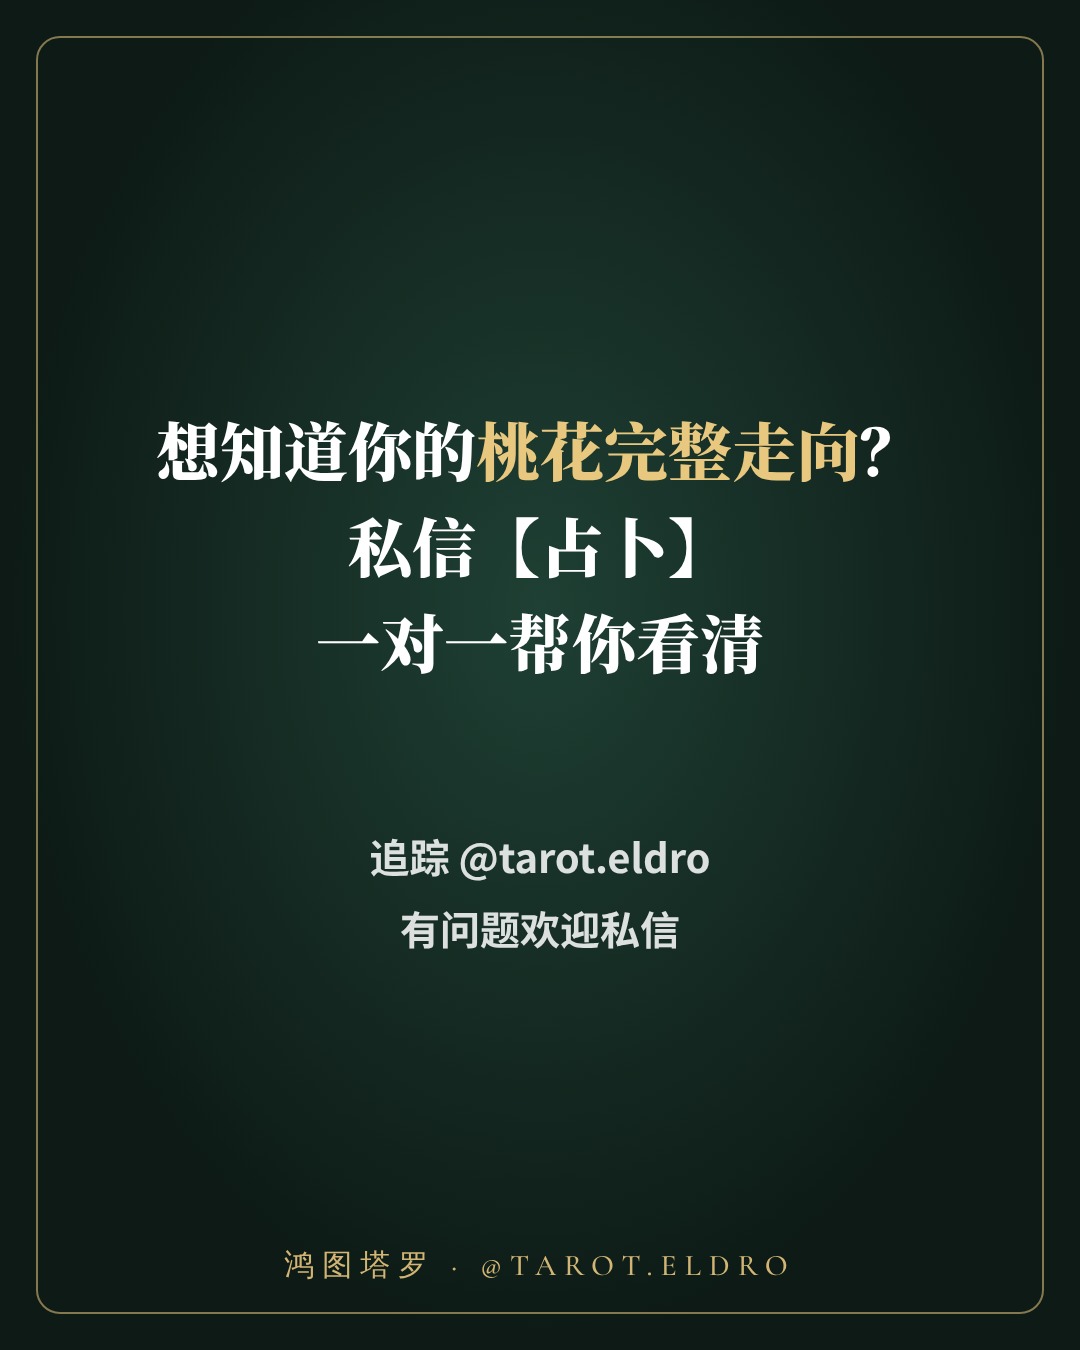 想知道你的桃花完整走向?
私信【占卜】
一对一帮你看清
追踪 @tarot.eldro
有问题欢迎私信
鸿图塔罗 · @TAROT.ELDRO